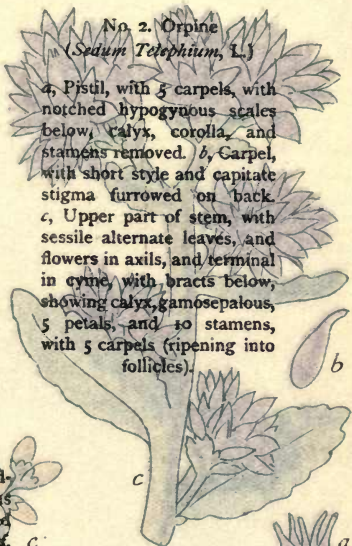 No. 2. Orpine
(Sedum Telephium, L.)
a, Pistil, with 5 carpels, with
notched hypogynous scales
below, calyx, corolla, and
stamens removed. b, Carpel,
with short style and capitate
stigma furrowed on back.
c, Upper part of stem, with
sessile alternate leaves, and
flowers in axils, and terminal
in cyme, with bracts below,
showing calyx, gamosepalous,
5 petals, and 10 stamens,
with 5 carpels (ripening into
follicles).
b
c
c
a